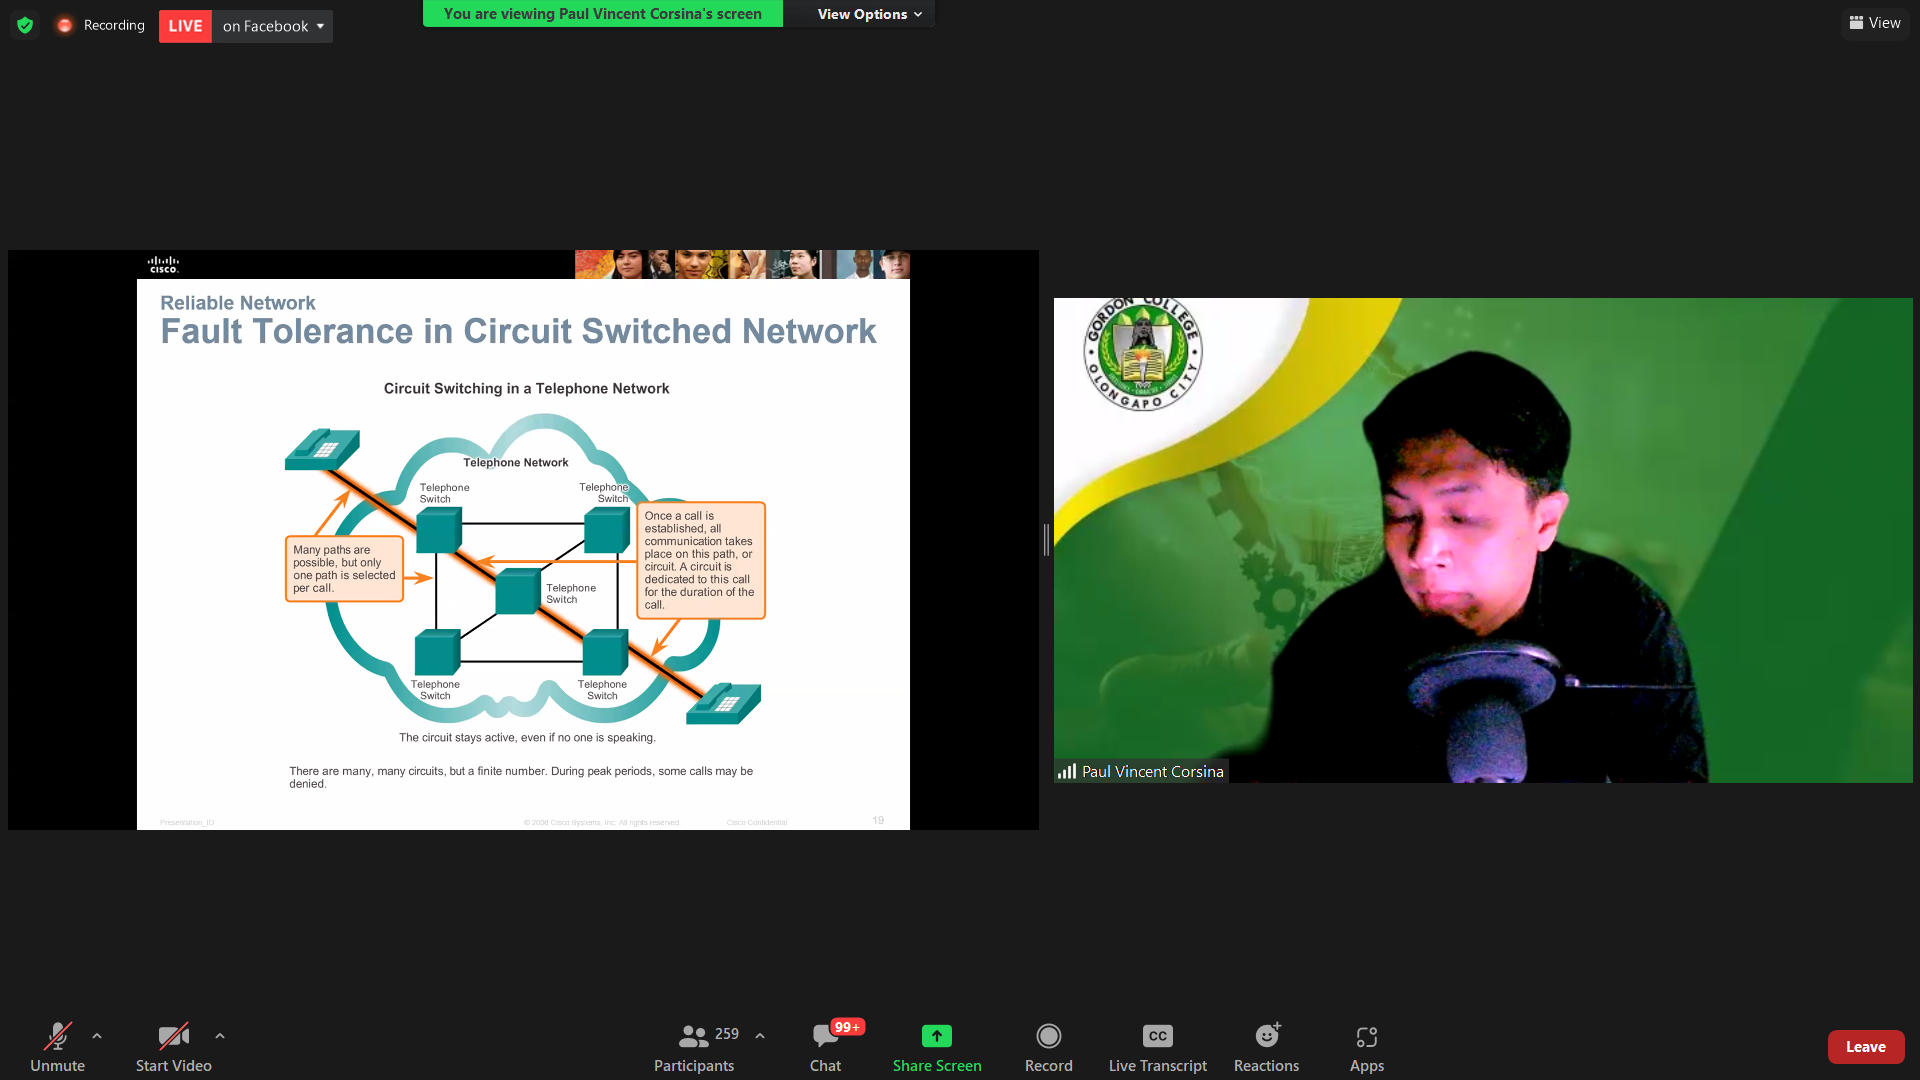 Recording
LIVE on Facebook
You are viewing Paul Vincent Corsina's screen
View Options
View
CISCO.
Reliable Network
Fault Tolerance in Circuit Switched Network
Circuit Switching in a Telephone Network
Telephone Network
Telephone
Switch
Telephone
Switch
Many paths are
possible, but only
one path is selected
per call.
Once a call is
established, all
communication takes
place on this path, or
circuit. A circuit is
dedicated to this call
for the duration of the
call.
Telephone
Switch
Telephone
Switch
Telephone
Switch
The circuit stays active, even if no one is speaking.
There are many, many circuits, but a finite number. During peak periods, some calls may be
denied.
Presentation_ID
© 2008 Cisco Systems, Inc. All rights reserved.
Cisco Confidential
19
GORDON COLLEGE
OLONGAPO CITY
Paul Vincent Corsina
Unmute
Start Video
259
Participants
99+
Chat
Share Screen
Record
CC
Live Transcript
Reactions
Apps
Leave